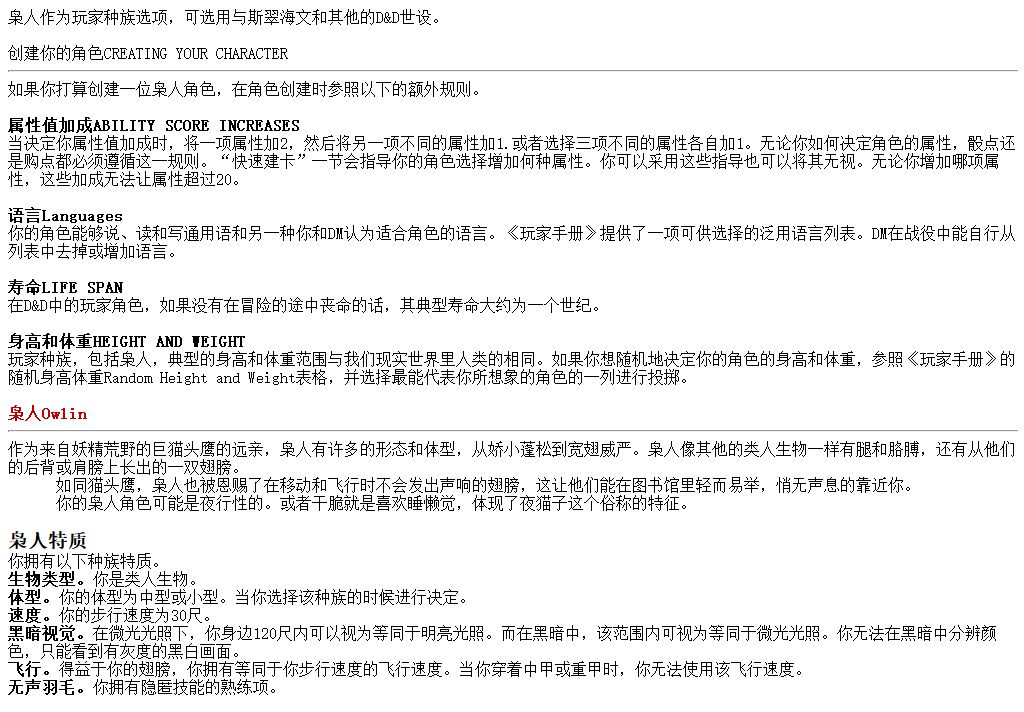 枭人作为玩家种族选项，可选用与斯翠海文和其他的D&D世设。
创建你的角色CREATING YOUR CHARACTER
如果你打算创建一位枭人角色，在角色创建时参照以下的额外规则。
属性值加成ABILITY SCORE INCREASES
当决定你属性值加成时，将一项属性加2，然后将另一项不同的属性加1.或者选择三项不同的属性各自加1。无论你如何决定角色的属性，骰点还
是购点都必须遵循这一规则。“快速建卡”一节会指导你的角色选择增加何种属性。你可以采用这些指导也可以将其无视。无论你增加哪项属
性，这些加成无法让属性超过20。
语言Languages
你的角色能够说、读和写通用语和另一种你和DM认为适合角色的语言。《玩家手册》提供了一项可供选择的泛用语言列表。DM在战役中能自行从
列表中去掉或增加语言。
寿命LIFE SPAN
在D&D中的玩家角色，如果没有在冒险的途中丧命的话，其典型寿命大约为一个世纪。
身高和体重HEIGHT AND WEIGHT
玩家种族，包括枭人，典型的身高和体重范围与我们现实世界里人类的相同。如果你想随机地决定你的角色的身高和体重，参照《玩家手册》的
随机身高体重Random Height and Weight表格，并选择最能代表你所想象的角色的一列进行投掷。
枭人Owlin
作为来自妖精荒野的巨猫头鹰的远亲，枭人有许多的形态和体型，从娇小蓬松到宽翅威严。枭人像其他的类人生物一样有腿和胳膊，还有从他们
的后背或肩膀上长出的一双翅膀。
如同猫头鹰，枭人也被恩赐了在移动和飞行时不会发出声响的翅膀，这让他们能在图书馆里轻而易举，悄无声息的靠近你。
你的枭人角色可能是夜行性的。或者干脆就是喜欢睡懒觉，体现了夜猫子这个俗称的特征。
枭人特质
你拥有以下种族特质。
生物类型。你是类人生物。
体型。你的体型为中型或小型。当你选择该种族的时候进行决定。
速度。你的步行速度为30尺。
黑暗视觉。在微光光照下，你身边120尺内可以视为等同于明亮光照。而在黑暗中，该范围内可视为等同于微光光照。你无法在黑暗中分辨颜
色，只能看到有灰度的黑白画面。
飞行。得益于你的翅膀，你拥有等同于你步行速度的飞行速度。当你穿着中甲或重甲时，你无法使用该飞行速度。
无声羽毛。你拥有隐匿技能的熟练项。